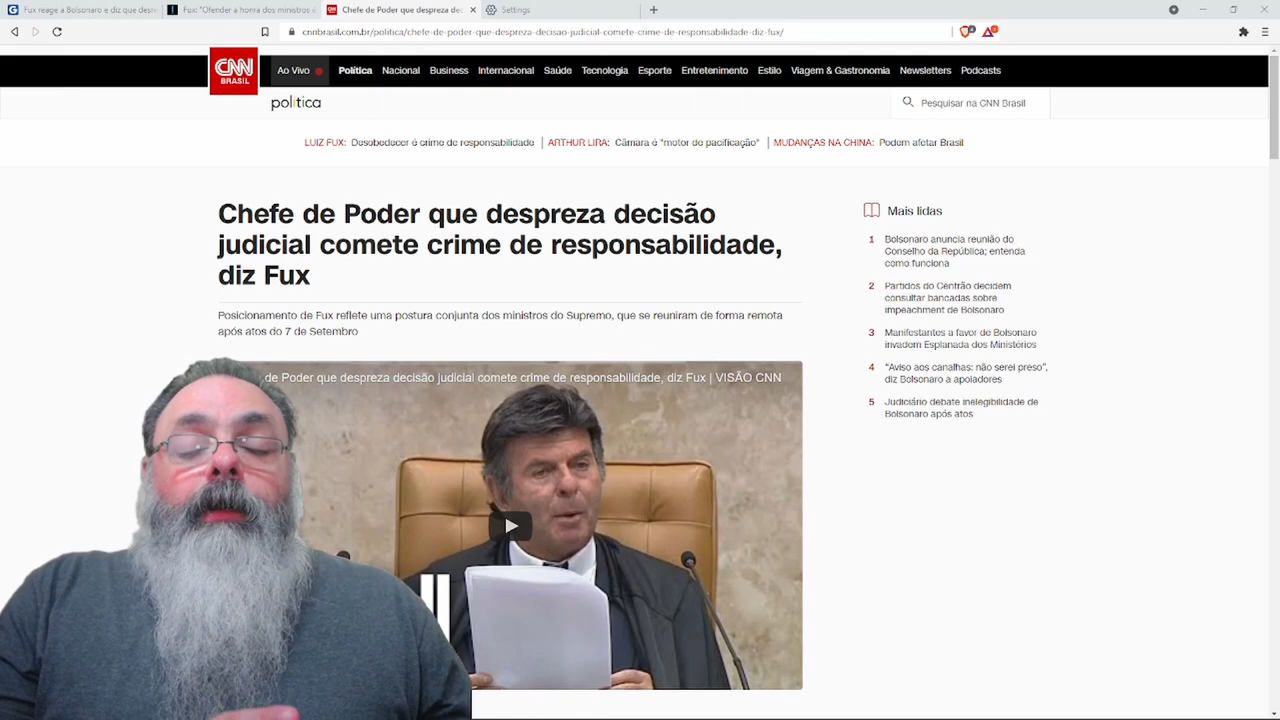 Fux reage a Bolsonaro e diz que desre
Fux: "Ofender a honra dos ministros é
Chefe de Poder que despreza dec
Settings
cnnbrasil.com.br/politica/chefe-de-poder-que-despreza-decisao-judicial-comete-crime-de-responsabilidade-diz-fux/
CNN
BRASIL
Ao Vivo
Política
Nacional
Business
Internacional
Saúde
Tecnologia
Esporte
Entretenimento
Estilo
Viagem & Gastronomia
Newsletters
Podcasts
política
Pesquisar na CNN Brasil
LUIZ FUX: Desobedecer é crime de responsabilidade
ARTHUR LIRA: Câmara é "motor de pacificação"
MUDANÇAS NA CHINA: Podem afetar Brasil
Chefe de Poder que despreza decisão
judicial comete crime de responsabilidade,
diz Fux
Posicionamento de Fux reflete uma postura conjunta dos ministros do Supremo, que se reuniram de forma remota
após atos do 7 de Setembro
de Poder que despreza decisão judicial comete crime de responsabilidade, diz Fux | VISÃO CNN
Mais lidas
1 Bolsonaro anuncia reunião do
Conselho da República; entenda
como funciona
2 Partidos do Centrão decidem
consultar bancadas sobre
impeachment de Bolsonaro
3 Manifestantes a favor de Bolsonaro
invadem Esplanada dos Ministérios
4 "Aviso aos canalhas: não serei preso",
diz Bolsonaro a apoiadores
5 Judiciário debate inelegibilidade de
Bolsonaro após atos